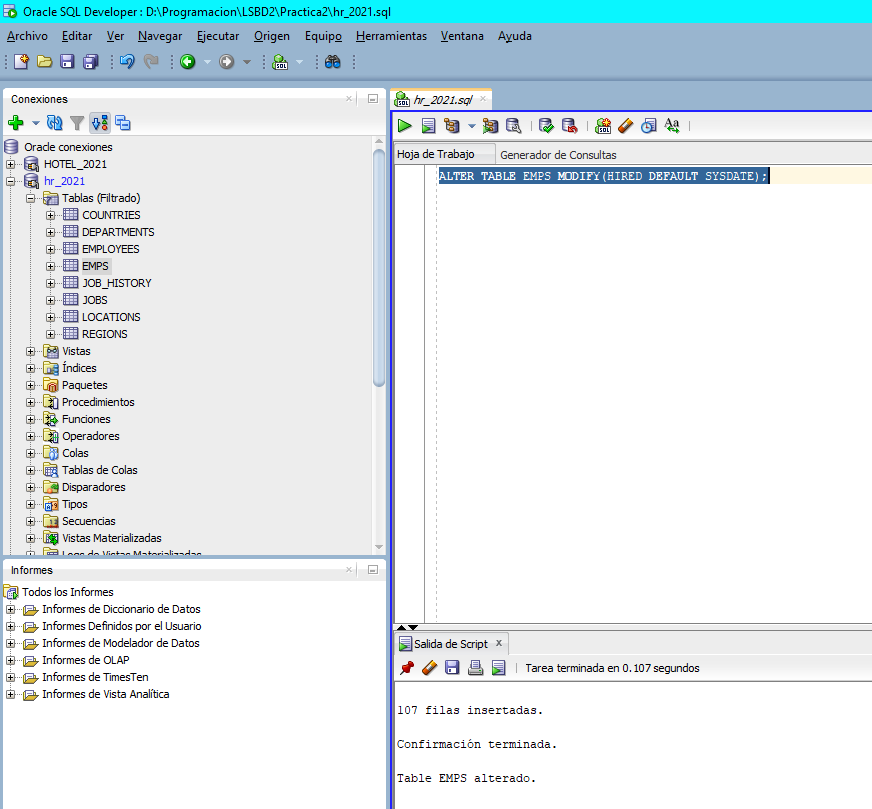 Oracle SQL Developer : D:\Programacion\LSBD2\Practica2\hr_2021.sql
Archivo Editar Ver Navegar Ejecutar Origen Equipo Herramientas Ventana Ayuda
Conexiones
Oracle conexiones
HOTEL_2021
hr_2021
Tablas (Filtrado)
COUNTRIES
DEPARTMENTS
EMPLOYEES
EMPS
JOB_HISTORY
JOBS
LOCATIONS
REGIONS
Vistas
Índices
Paquetes
Procedimientos
Funciones
Operadores
Colas
Tablas de Colas
Disparadores
Tipos
Secuencias
Vistas Materializadas
Logs de Vistas Materializadas
Informes
Todos los Informes
Informes de Diccionario de Datos
Informes Definidos por el Usuario
Informes de Modelador de Datos
Informes de OLAP
Informes de TimesTen
Informes de Vista Analítica
hr_2021.sql
Hoja de Trabajo Generador de Consultas
ALTER TABLE EMPS MODIFY(HIRED DEFAULT SYSDATE);
Salida de Script
Tarea terminada en 0.107 segundos
107 filas insertadas.
Confirmación terminada.
Table EMPS alterado.